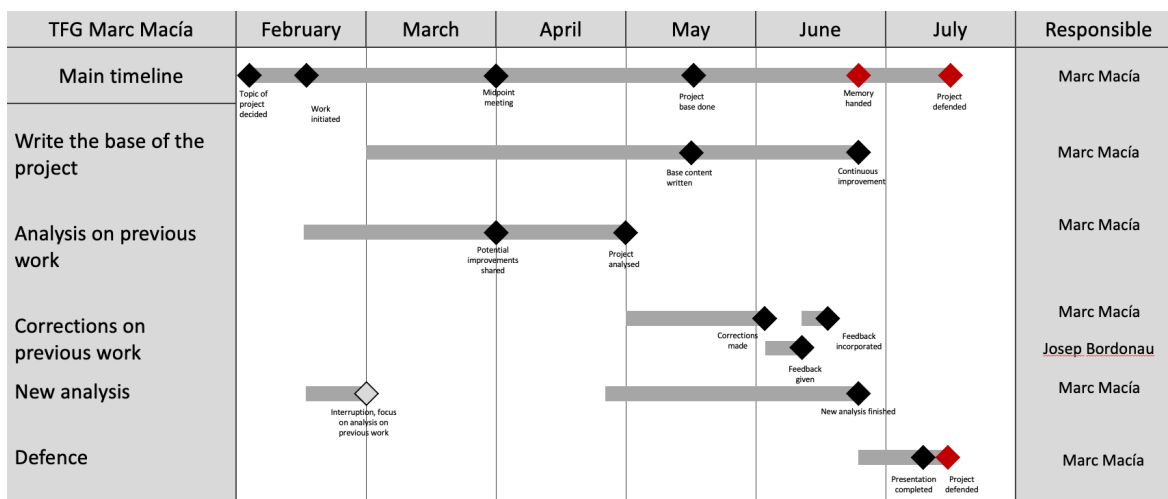 TFG Marc Macía
February
March
April
May
June
July
Responsible
Main timeline
Topic of
project
decided
Work
initiated
Midpoint
meeting
Project
base done
Memory
handed
Project
defended
Marc Macía
Write the base of the
project
Base content
written
Continuous
improvement
Marc Macía
Analysis on previous
work
Potential
improvements
shared
Project
analysed
Marc Macía
Corrections on
previous work
Corrections
made
Feedback
incorporated
Feedback
given
Marc Macía
Josep Bordonau
New analysis
Interruption, focus
on analysis on
previous work
New analysis finished
Marc Macía
Defence
Presentation
completed
Project
defended
Marc Macía